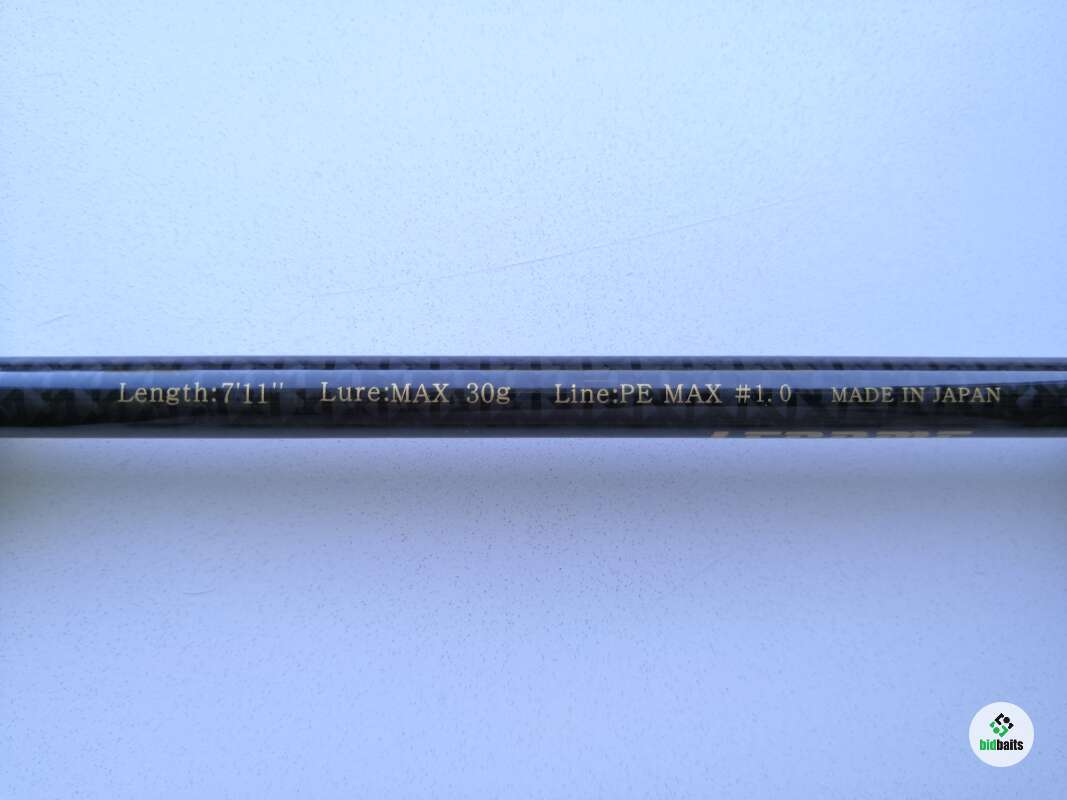 Length:7'11" Lure:MAX 30g Line:PE MAX #1.0 MADE IN JAPAN
bidbaits